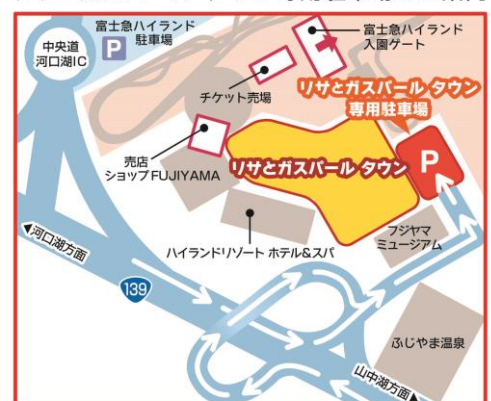 中央道
河口湖IC
富士急ハイランド
P 駐車場
富士急ハイランド
入園ゲート
チケット売場
リサとガスパール タウン
専用駐車場
P
売店
ショップFUJIYAMA
リサとガスパール タウン
ハイランドリゾート ホテル&スパ
フジヤマ
ミュージアム
◀河口湖方面
139
ふじやま温泉
山中湖方面▶